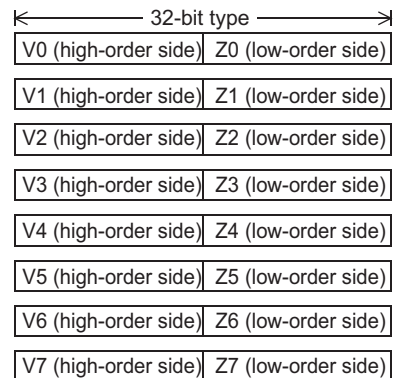 32-bit type
V0 (high-order side) Z0 (low-order side)
V1 (high-order side) Z1 (low-order side)
V2 (high-order side) Z2 (low-order side)
V3 (high-order side) Z3 (low-order side)
V4 (high-order side) Z4 (low-order side)
V5 (high-order side) Z5 (low-order side)
V6 (high-order side) Z6 (low-order side)
V7 (high-order side) Z7 (low-order side)